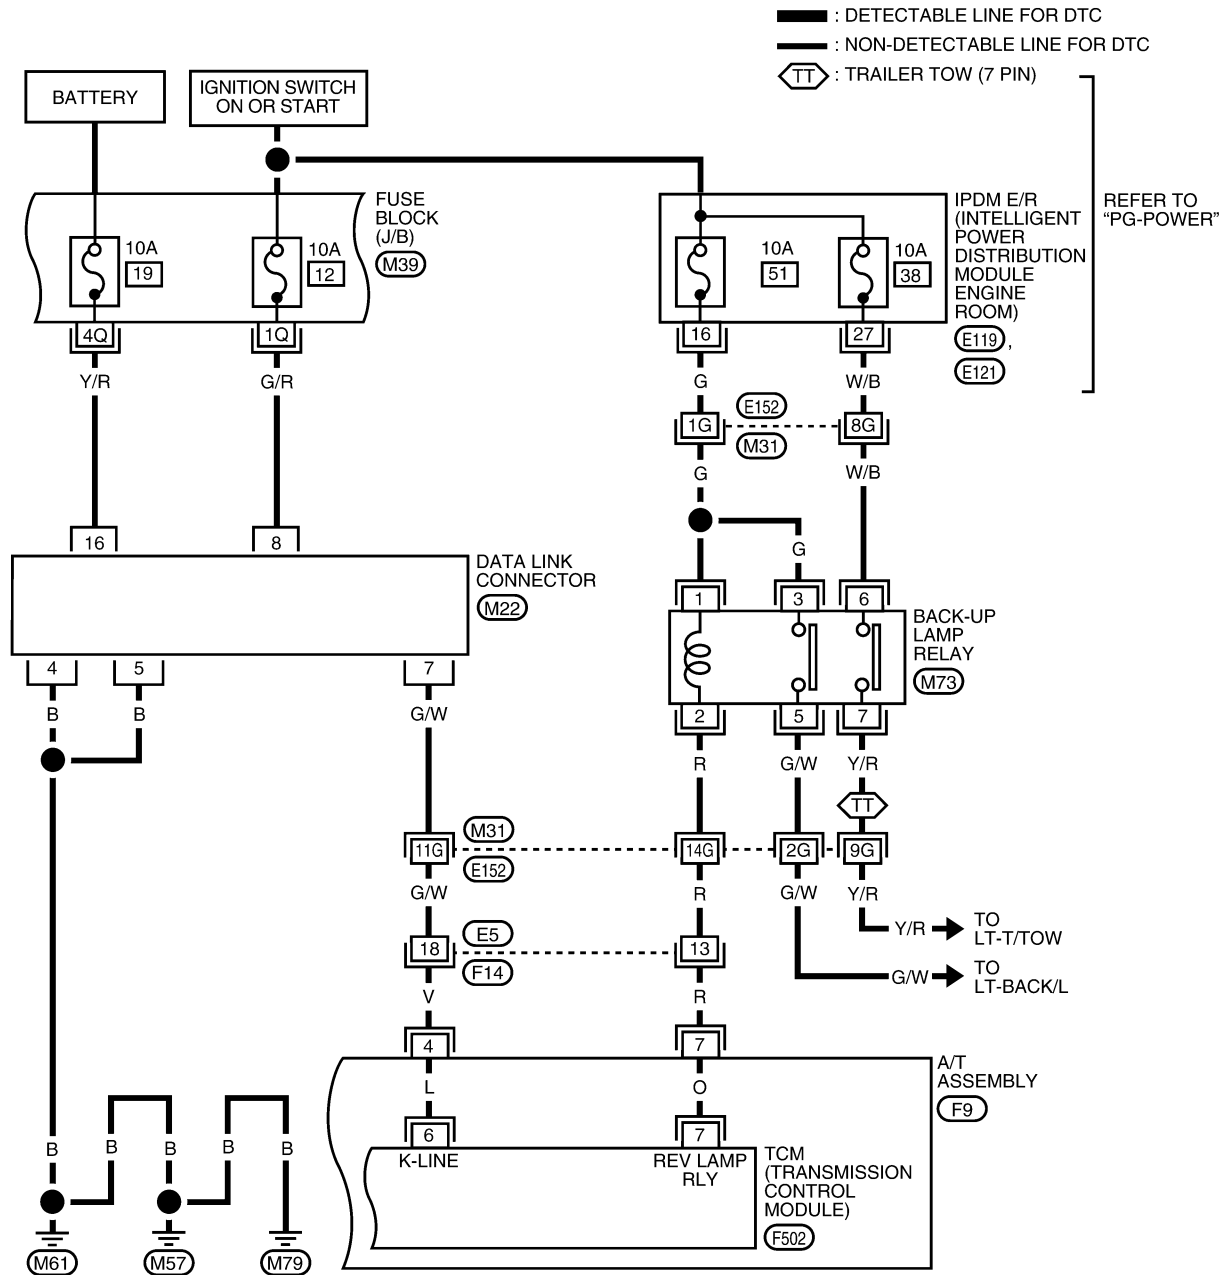 : DETECTABLE LINE FOR DTC
: NON-DETECTABLE LINE FOR DTC
TT : TRAILER TOW (7 PIN)
BATTERY
IGNITION SWITCH
ON OR START
FUSE
BLOCK
(J/B)
M39
10A
19
10A
12
10A
51
10A
38
IPDM E/R
(INTELLIGENT
POWER
DISTRIBUTION
MODULE
ENGINE
ROOM)
E119 ,
E121
REFER TO
“PG-POWER”
4Q
1Q
16
27
Y/R
G/R
G
W/B
1G
E152
M31
8G
G
W/B
G
16
8
DATA LINK
CONNECTOR
M22
1
3
6
BACK-UP
LAMP
RELAY
M73
4
5
7
2
5
7
B
B
G/W
R
G/W
Y/R
TT
11G
M31
E152
14G
2G
9G
G/W
R
G/W
Y/R
Y/R
TO
LT-T/TOW
18
E5
F14
13
G/W
TO
LT-BACK/L
V
R
4
7
A/T
ASSEMBLY
F9
L
O
6
7
K-LINE
REV LAMP
RLY
TCM
(TRANSMISSION
CONTROL
MODULE)
F502
B
B
B
B
B
M61
M57
M79